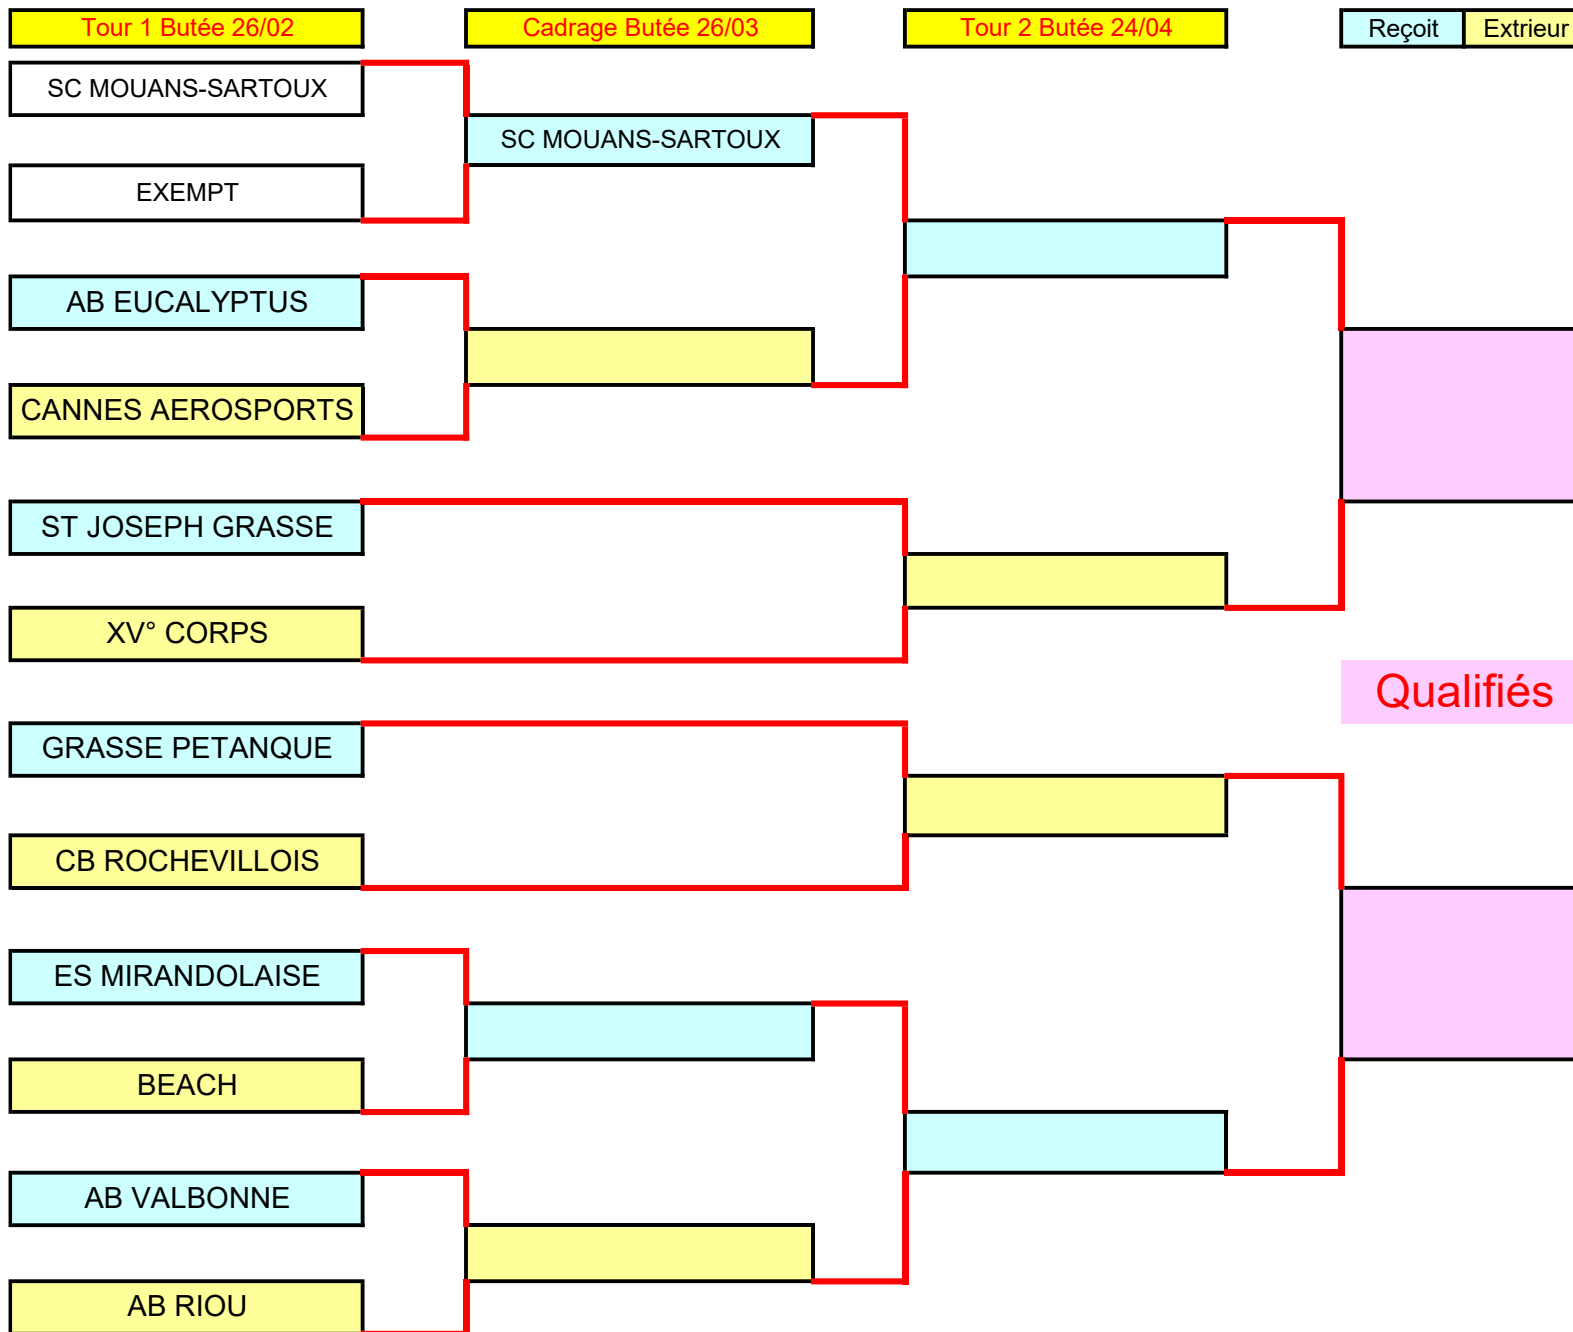 Tour 1 Butée 26/02
Cadrage Butée 26/03
Tour 2 Butée 24/04
Reçoit
Extrieur
SC MOUANS-SARTOUX
SC MOUANS-SARTOUX
EXEMPT
AB EUCALYPTUS
CANNES AEROSPORTS
ST JOSEPH GRASSE
XV° CORPS
Qualifiés
GRASSE PETANQUE
CB ROCHEVILLOIS
ES MIRANDOLAISE
BEACH
AB VALBONNE
AB RIOU